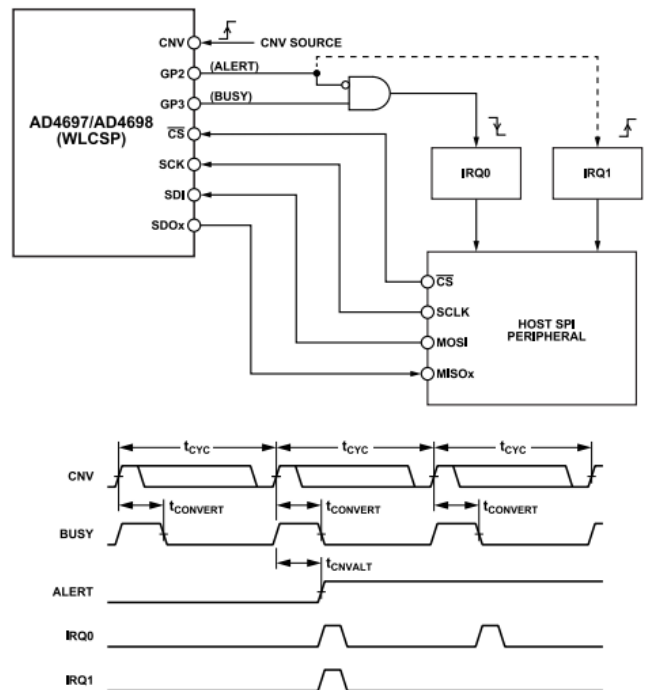 CNV
CNV SOURCE
GP2
(ALERT)
GP3
(BUSY)
AD4697/AD4698
(WLCSP)
CS
SCK
SDI
SDOx
IRQ0
IRQ1
CS
SCLK
MOSI
MISOx
HOST SPI
PERIPHERAL
tCYC
tCYC
tCYC
CNV
tCONVERT
tCONVERT
tCONVERT
BUSY
tCNVALT
ALERT
IRQ0
IRQ1